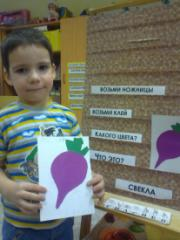 ВОЗЬМИ НОЖНИЦЫ
ВОЗЬМИ КЛЕЙ
КАКОГО ЦВЕТА?
ЧТО ЭТО?
СВЕКЛА